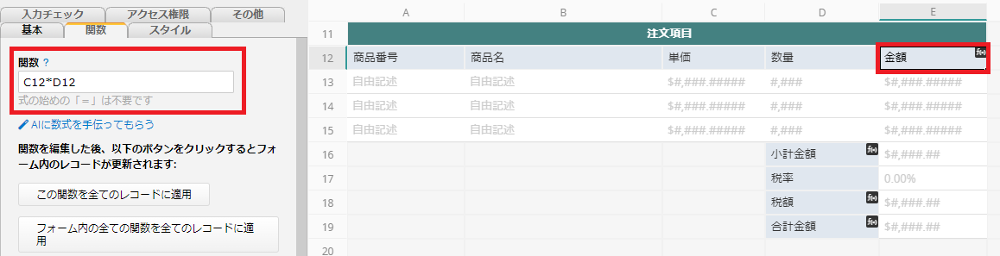 入力チェック アクセス権限 その他
基本 関数 スタイル
関数 ?
C12*D12
式の始めの「＝」は不要です
AIに数式を手伝ってもらう
関数を編集した後、以下のボタンをクリックするとフォ
ーム内のレコードが更新されます:
この関数を全てのレコードに適用
フォーム内の全ての関数を全てのレコードに適
用
A B C D E
11 注文項目
12 商品番号 商品名 単価 数量 金額 f(x)
13 自由記述 自由記述 $#,###.##### #,### $#,###.#####
14 自由記述 自由記述 $#,###.##### #,### $#,###.#####
15 自由記述 自由記述 $#,###.##### #,### $#,###.#####
16 小計金額 f(x) $#,###.##
17 税率 0.00%
18 税額 f(x) $#,###.##
19 合計金額 f(x) $#,###.##
20